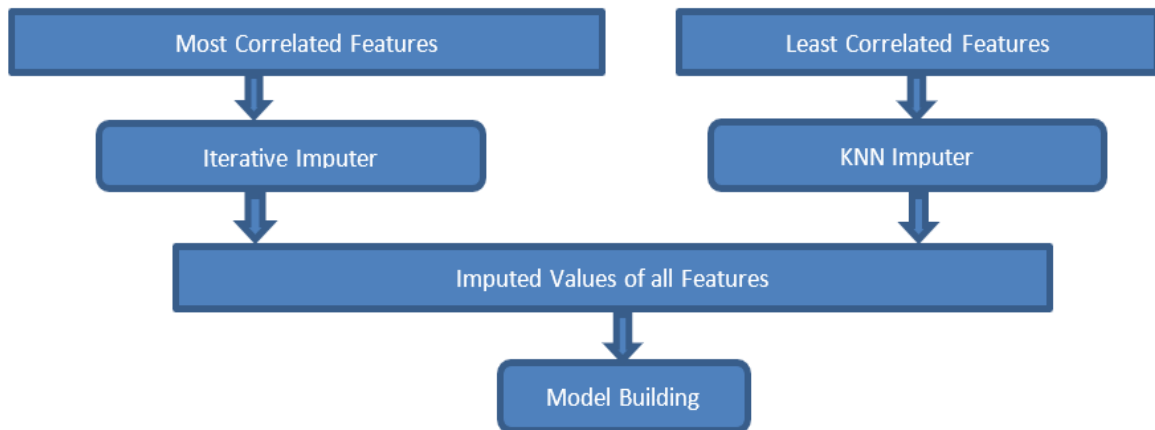 Most Correlated Features
Least Correlated Features
Iterative Imputer
KNN Imputer
Imputed Values of all Features
Model Building